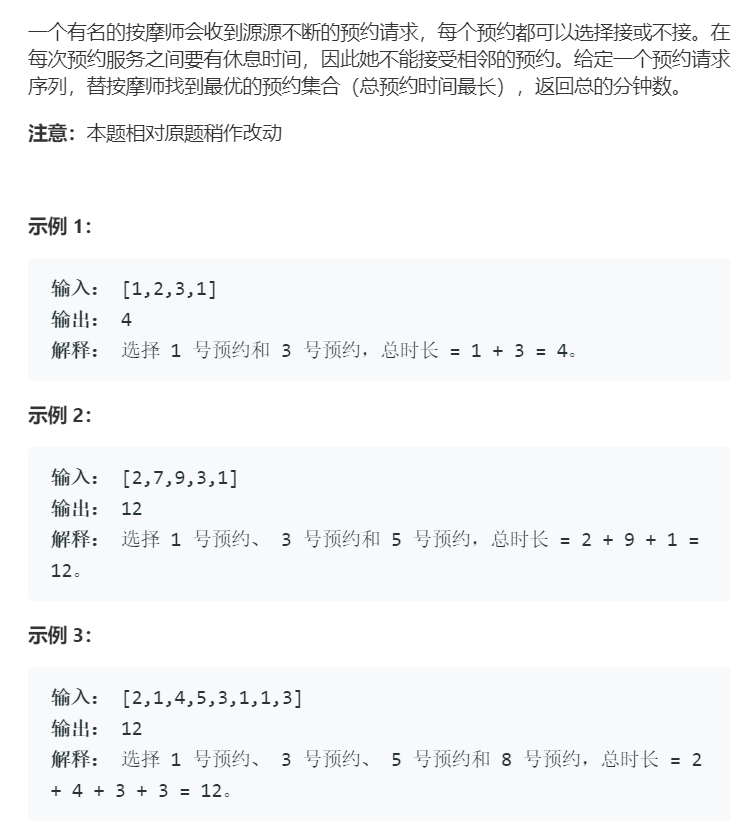 一个有名的按摩师会收到源源不断的预约请求，每个预约都可以选择接或不接。在
每次预约服务之间要有休息时间，因此她不能接受相邻的预约。给定一个预约请求
序列，替按摩师找到最优的预约集合（总预约时间最长），返回总的分钟数。
注意：本题相对原题稍作改动
示例 1：
输入： [1,2,3,1]
输出： 4
解释： 选择 1 号预约和 3 号预约，总时长 = 1 + 3 = 4。
示例 2：
输入： [2,7,9,3,1]
输出： 12
解释： 选择 1 号预约、 3 号预约和 5 号预约，总时长 = 2 + 9 + 1 =
12。
示例 3：
输入： [2,1,4,5,3,1,1,3]
输出： 12
解释： 选择 1 号预约、 3 号预约、 5 号预约和 8 号预约，总时长 = 2
+ 4 + 3 + 3 = 12。